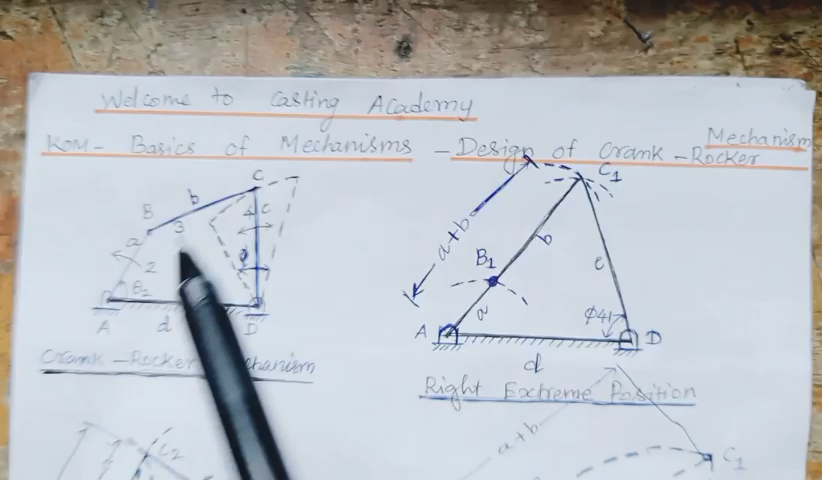 Welcome to Casting Academy
KOM- Basics of Mechanisms - Design of Crank - Rocker Mechanism
C
b
B
3
4
c
a
2
θ2
A
d
D
Crank-Rocker
C1
a+b
b
B1
c
a
φ41
A
D
d
Right Extreme Position
a+b
C2
C1